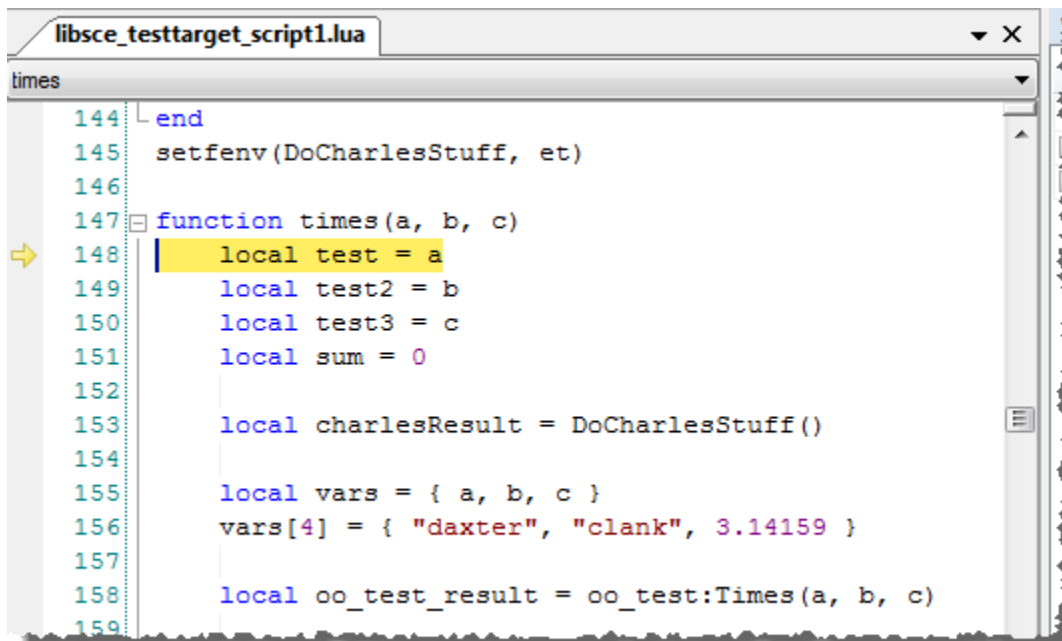 libsce_testtarget_script1.lua
times
144 end
145 setfenv(DoCharlesStuff, et)
146
147 function times(a, b, c)
148 local test = a
149 local test2 = b
150 local test3 = c
151 local sum = 0
152
153 local charlesResult = DoCharlesStuff()
154
155 local vars = { a, b, c }
156 vars[4] = { "daxter", "clank", 3.14159 }
157
158 local oo_test_result = oo_test:Times(a, b, c)
159